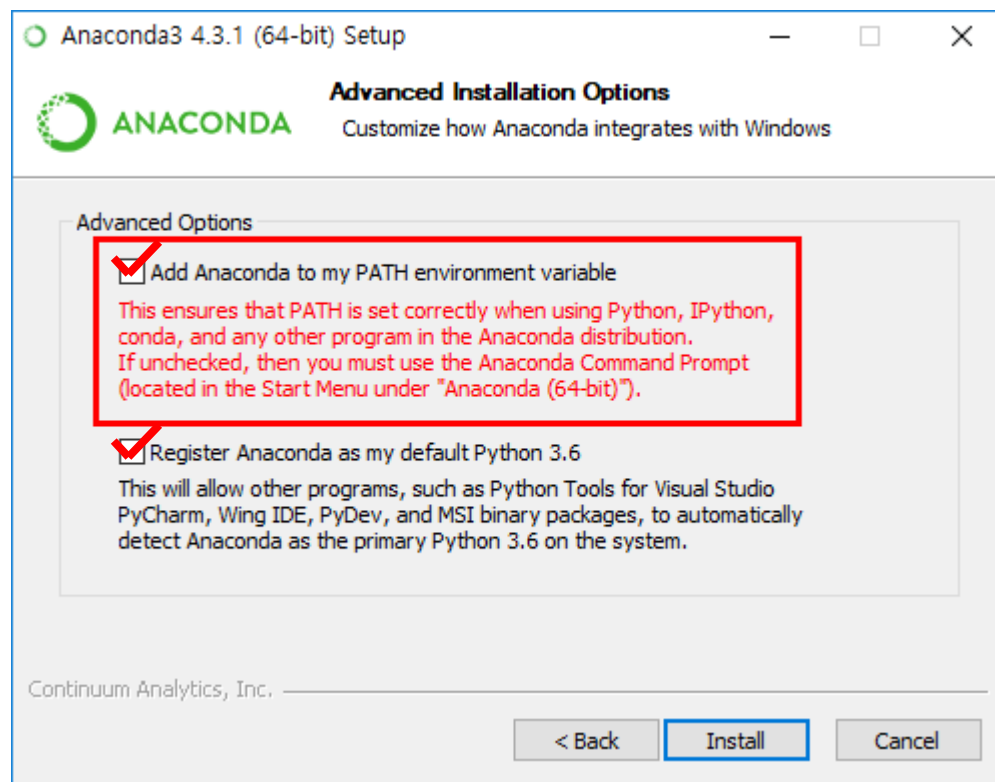 Anaconda3 4.3.1 (64-bit) Setup
ANACONDA
Advanced Installation Options
Customize how Anaconda integrates with Windows
Advanced Options
Add Anaconda to my PATH environment variable
This ensures that PATH is set correctly when using Python, IPython,
conda, and any other program in the Anaconda distribution.
If unchecked, then you must use the Anaconda Command Prompt
(located in the Start Menu under "Anaconda (64-bit)").
Register Anaconda as my default Python 3.6
This will allow other programs, such as Python Tools for Visual Studio
PyCharm, Wing IDE, PyDev, and MSI binary packages, to automatically
detect Anaconda as the primary Python 3.6 on the system.
Continuum Analytics, Inc.
< Back
Install
Cancel